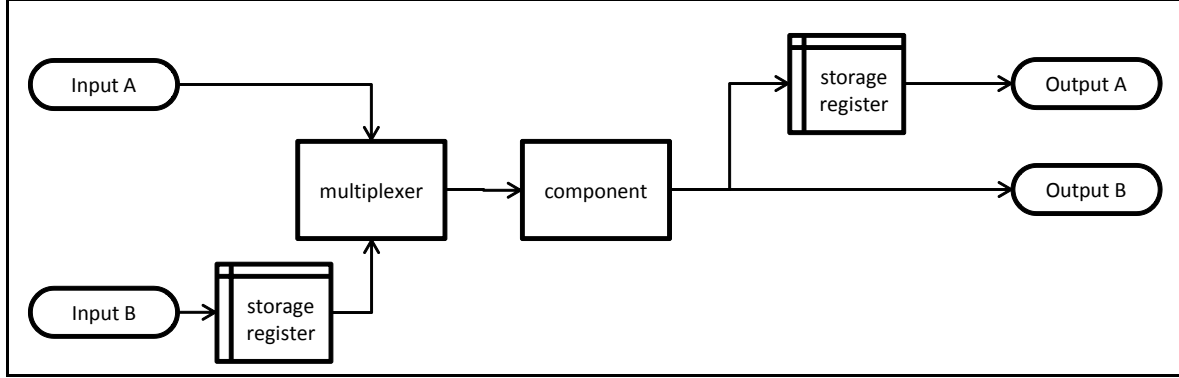 Input A
storage
register
Output A
multiplexer
component
Output B
Input B
storage
register